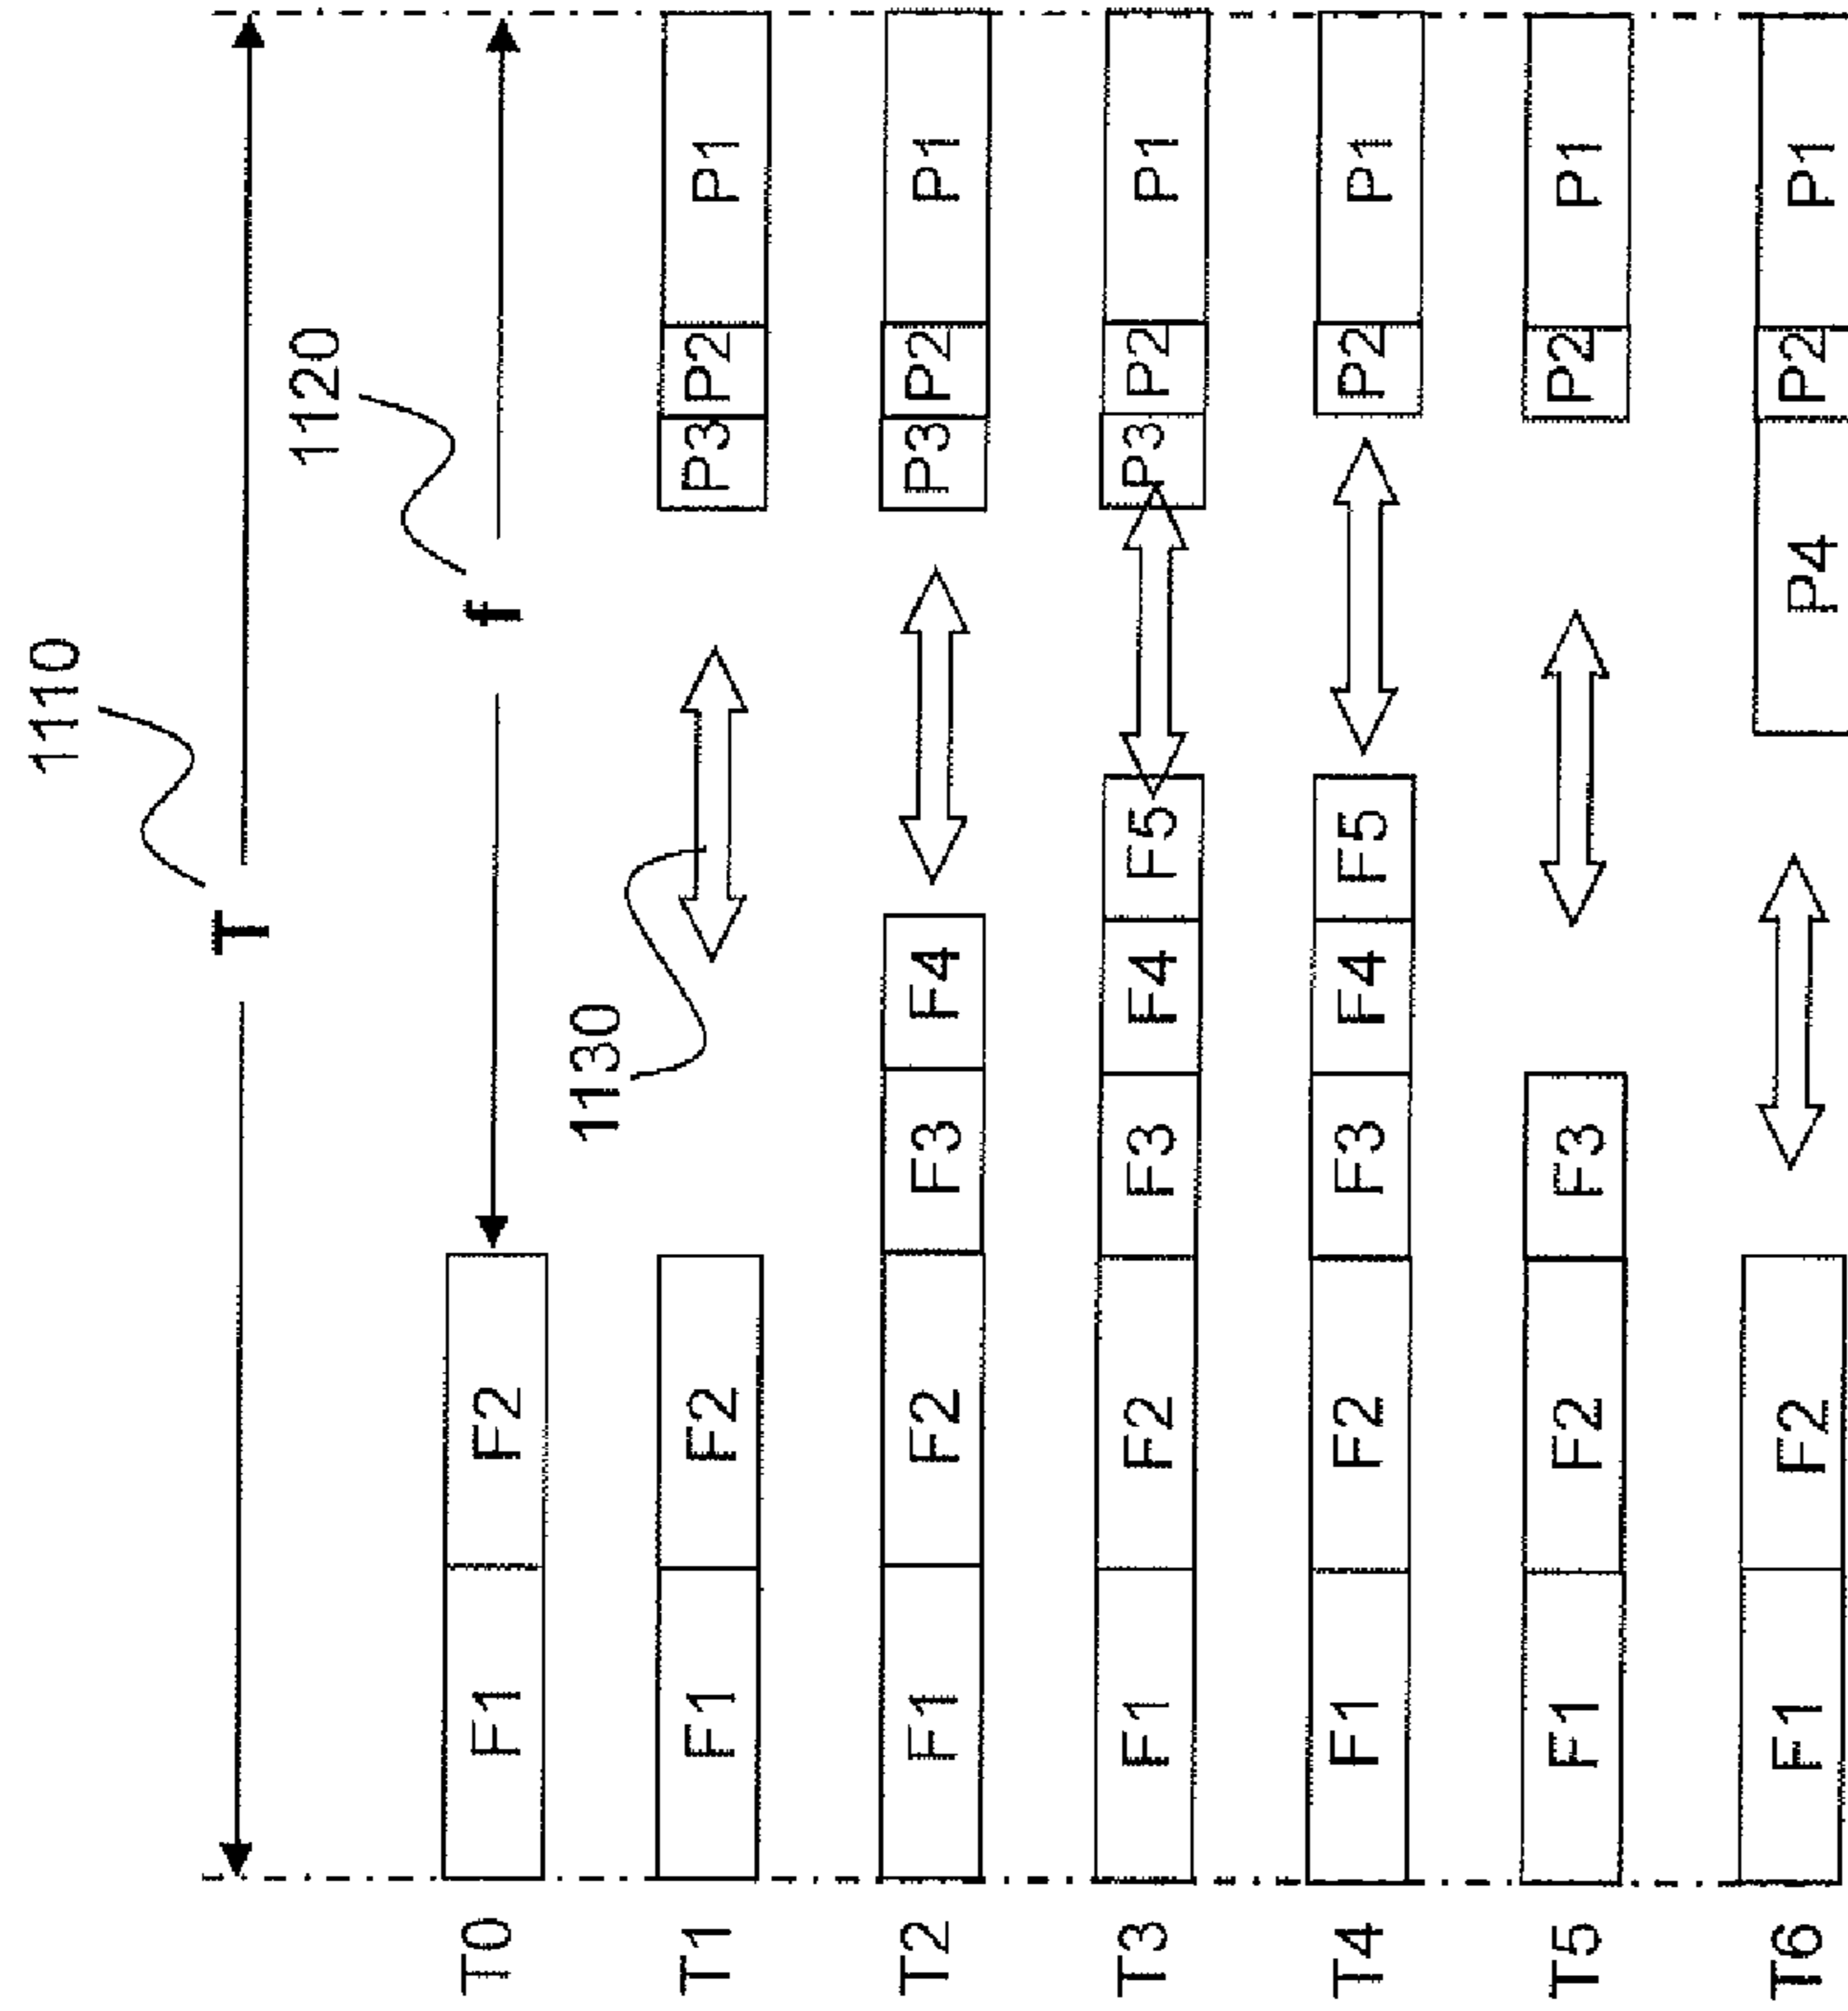 1110
T
1120
f
T0 F1 F2
1130
T1 F1 F2 P3 P2 P1
T2 F1 F2 F3 F4 P3 P2 P1
T3 F1 F2 F3 F4 F5 P3 P2 P1
T4 F1 F2 F3 F4 F5 P2 P1
T5 F1 F2 F3 P2 P1
T6 F1 F2 P4 P2 P1